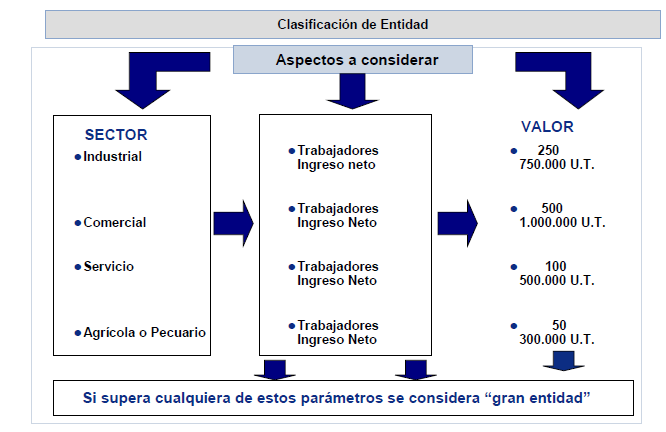 Clasificación de Entidad
Aspectos a considerar
SECTOR
● Industrial
● Comercial
● Servicio
● Agrícola o Pecuario
● Trabajadores
Ingreso neto
● Trabajadores
Ingreso Neto
● Trabajadores
Ingreso Neto
● Trabajadores
Ingreso Neto
VALOR
● 250
750.000 U.T.
● 500
1.000.000 U.T.
● 100
500.000 U.T.
● 50
300.000 U.T.
Si supera cualquiera de estos parámetros se considera “gran entidad”